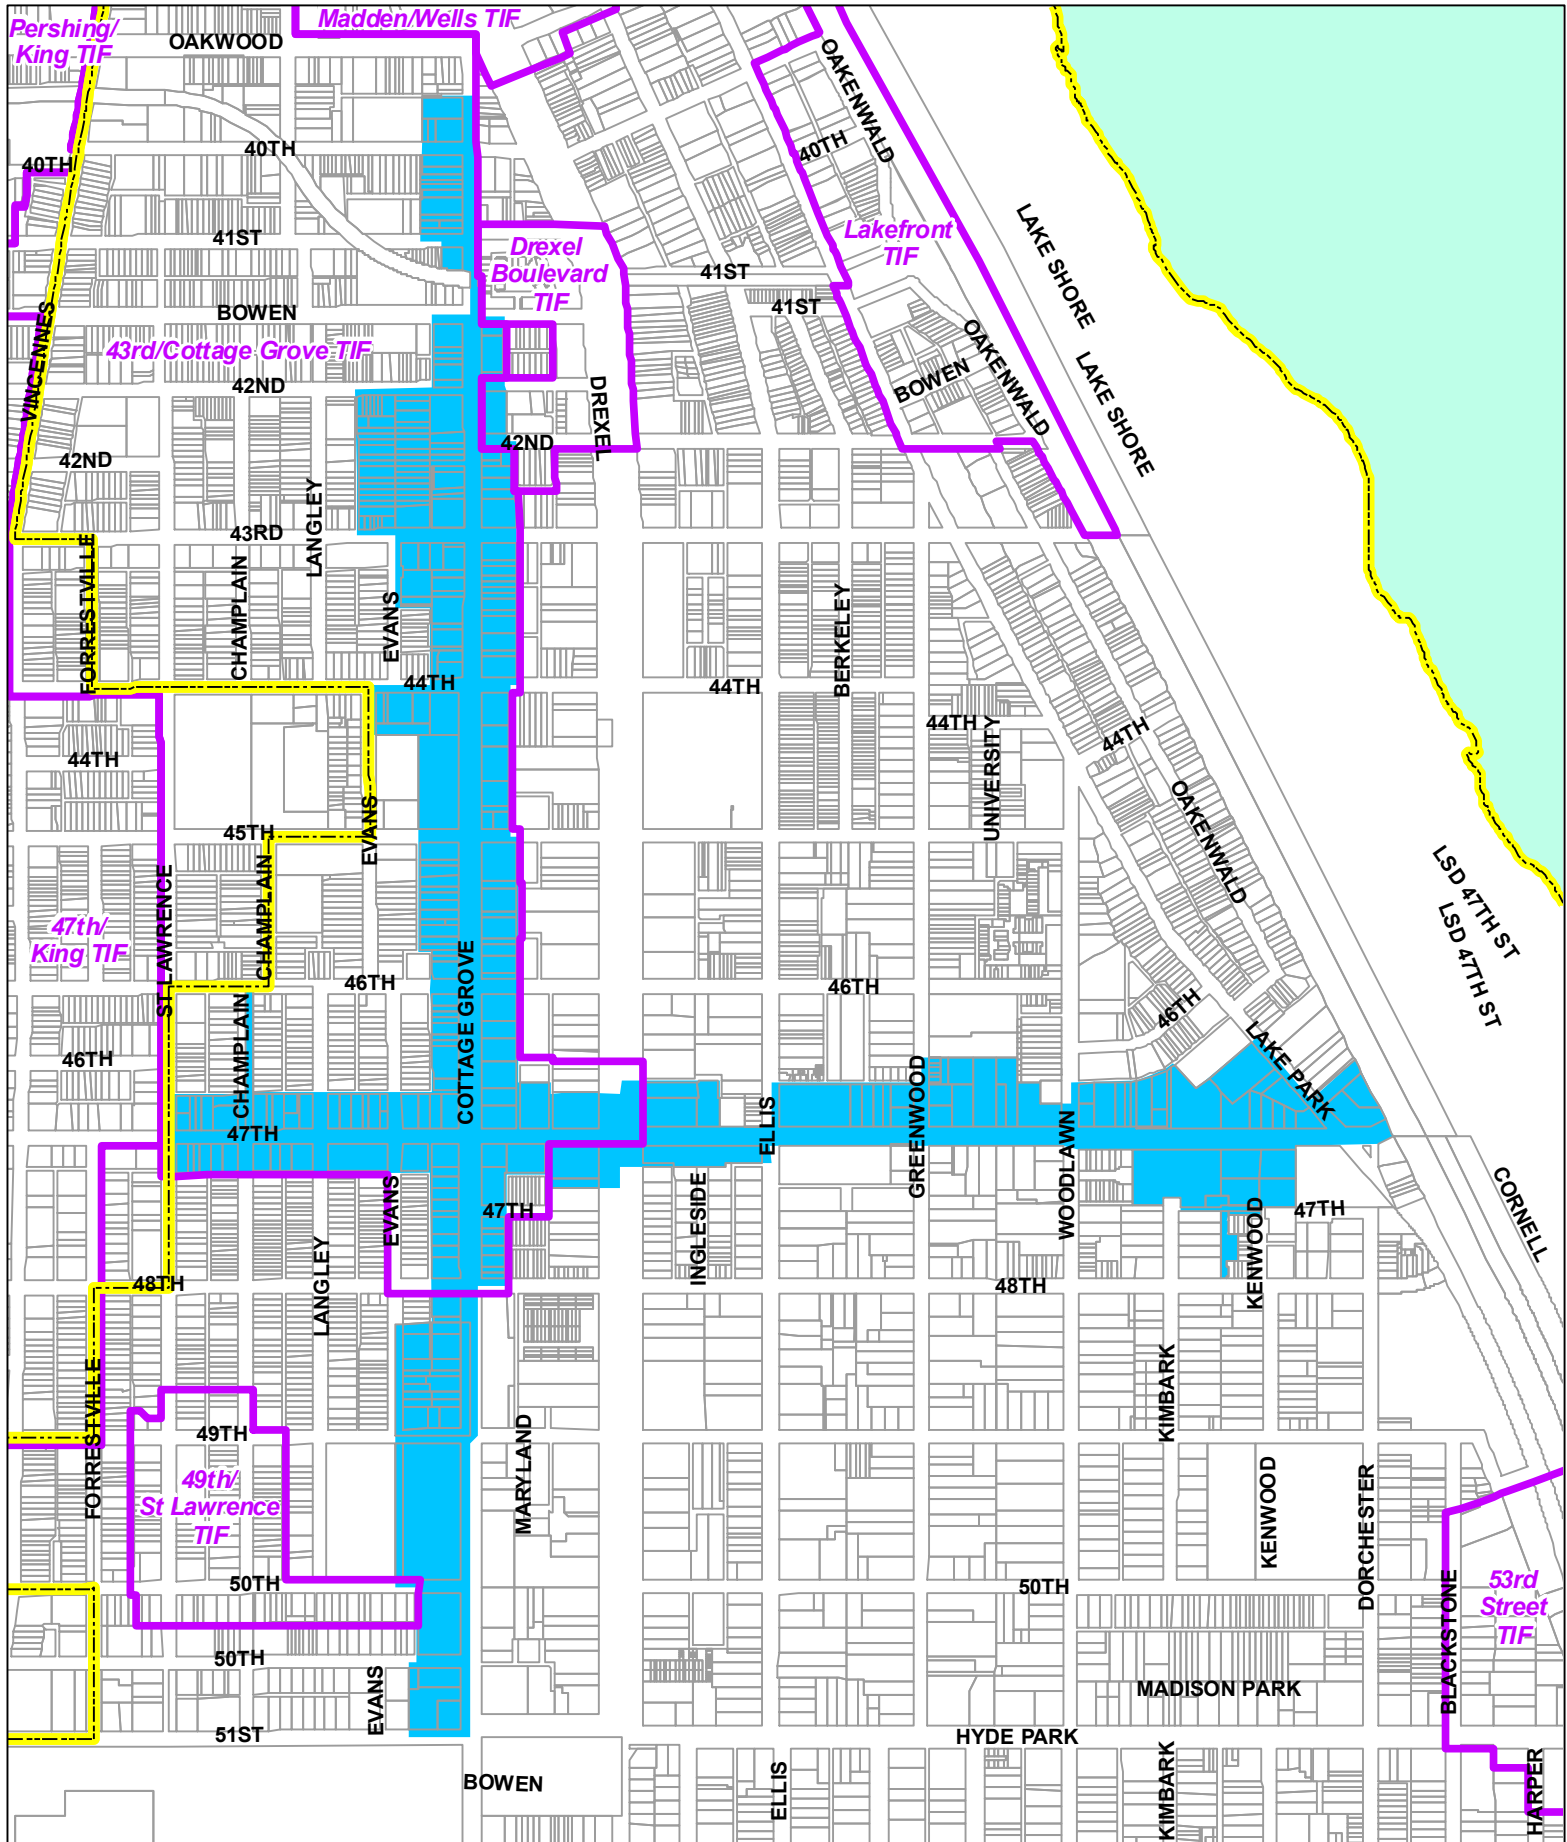 Pershing/
King TIF
Madden/Wells TIF
OAKWOOD
OAKENWALD
40TH
40TH
40TH
41ST
Drexel
Boulevard
TIF
Lakefront
TIF
LAKE SHORE
41ST
41ST
BOWEN
VINCENNES
43rd/Cottage Grove TIF
42ND
DREXEL
BOWEN
OAKENWALD
LAKE SHORE
42ND
42ND
LANGLEY
43RD
FORRESTVILLE
CHAMPLAIN
EVANS
BERKELEY
44TH
44TH
44TH
44TH
44TH
UNIVERSITY
OAKENWALD
45TH
EVANS
ST LAWRENCE
CHAMPLAIN
47th/
King TIF
LSD 47TH ST
LSD 47TH ST
46TH
COTTAGE GROVE
46TH
46TH
46TH
CHAMPLAIN
LAKE PARK
47TH
ELLIS
GREENWOOD
WOODLAWN
EVANS
47TH
INGLESIDE
KENWOOD
47TH
CORNELL
48TH
LANGLEY
48TH
KIMBARK
FORRESTVILLE
49TH
MARYLAND
49th/
St Lawrence
TIF
KENWOOD
DORCHESTER
50TH
50TH
BLACKSTONE
53rd
Street
TIF
50TH
EVANS
MADISON PARK
51ST
HYDE PARK
BOWEN
ELLIS
KIMBARK
HARPER